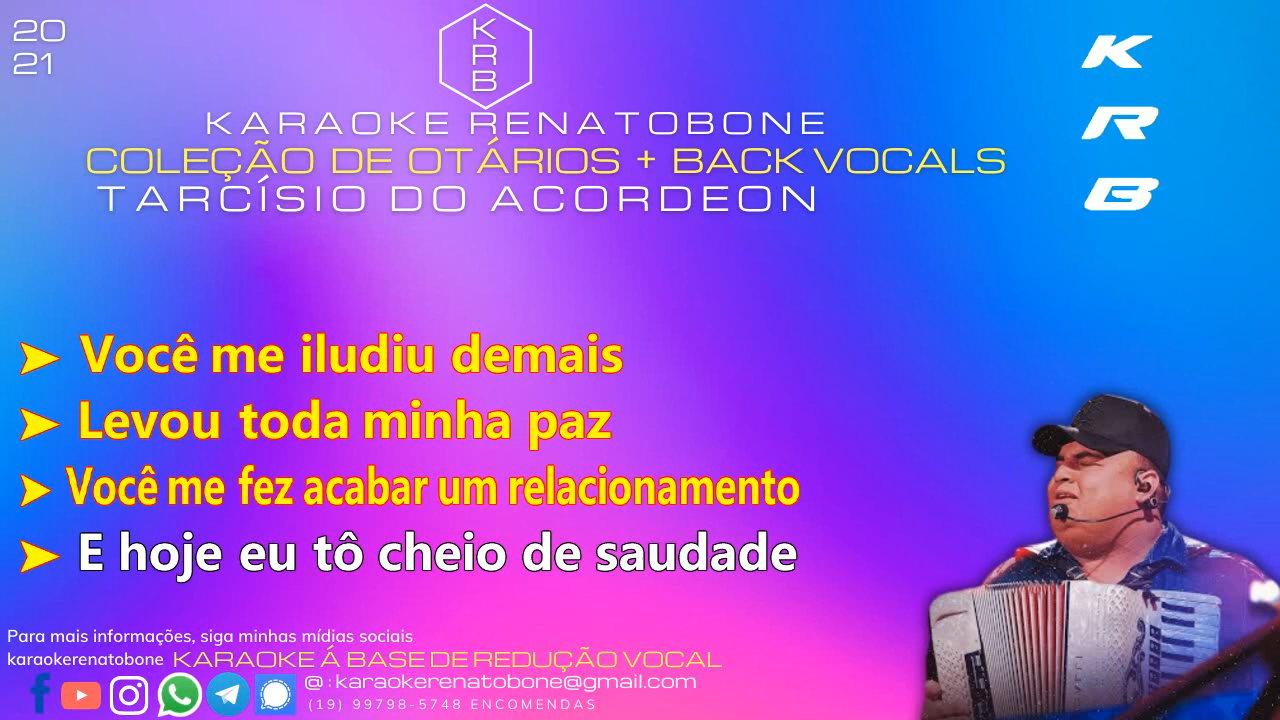 20
21
K
R
B
K
R
B
KARAOKE RENATOBONE
COLEÇÃO DE OTÁRIOS + BACK VOCALS
TARCÍSIO DO ACORDEON
➤ Você me iludiu demais
➤ Levou toda minha paz
➤ Você me fez acabar um relacionamento
➤ E hoje eu tô cheio de saudade
Para mais informações, siga minhas mídias sociais
karaokerenatobone KARAOKE Á BASE DE REDUÇÃO VOCAL
@ : karaokerenatobone@gmail.com
(19) 99798-5748 ENCOMENDAS